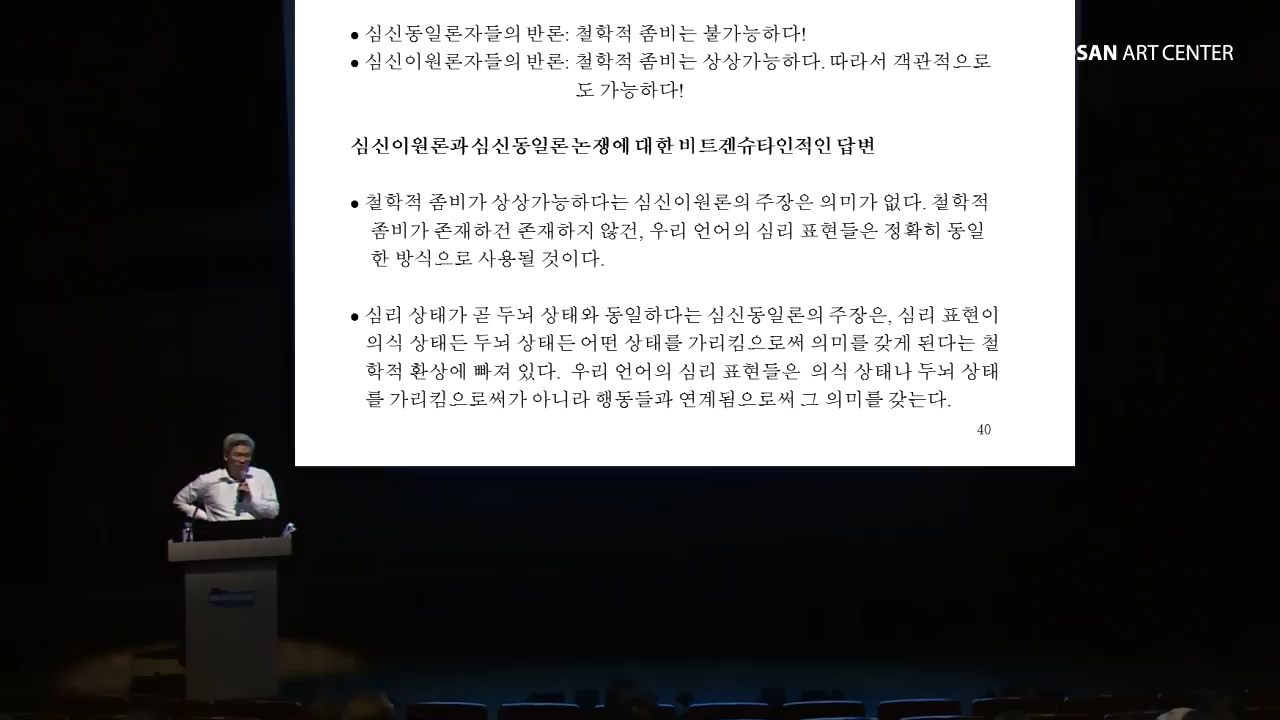 • 심신동일론자들의 반론: 철학적 좀비는 불가능하다!
• 심신이원론자들의 반론: 철학적 좀비는 상상가능하다. 따라서 객관적으로
도 가능하다!
심신이원론과 심신동일론 논쟁에 대한 비트겐슈타인적인 답변
• 철학적 좀비가 상상가능하다는 심신이원론의 주장은 의미가 없다. 철학적
좀비가 존재하건 존재하지 않건, 우리 언어의 심리 표현들은 정확히 동일
한 방식으로 사용될 것이다.
• 심리 상태가 곧 두뇌 상태와 동일하다는 심신동일론의 주장은, 심리 표현이
의식 상태든 두뇌 상태든 어떤 상태를 가리킴으로써 의미를 갖게 된다는 철
학적 환상에 빠져 있다. 우리 언어의 심리 표현들은 의식 상태나 두뇌 상태
를 가리킴으로써가 아니라 행동들과 연계됨으로써 그 의미를 갖는다.
40
SAN ART CENTER